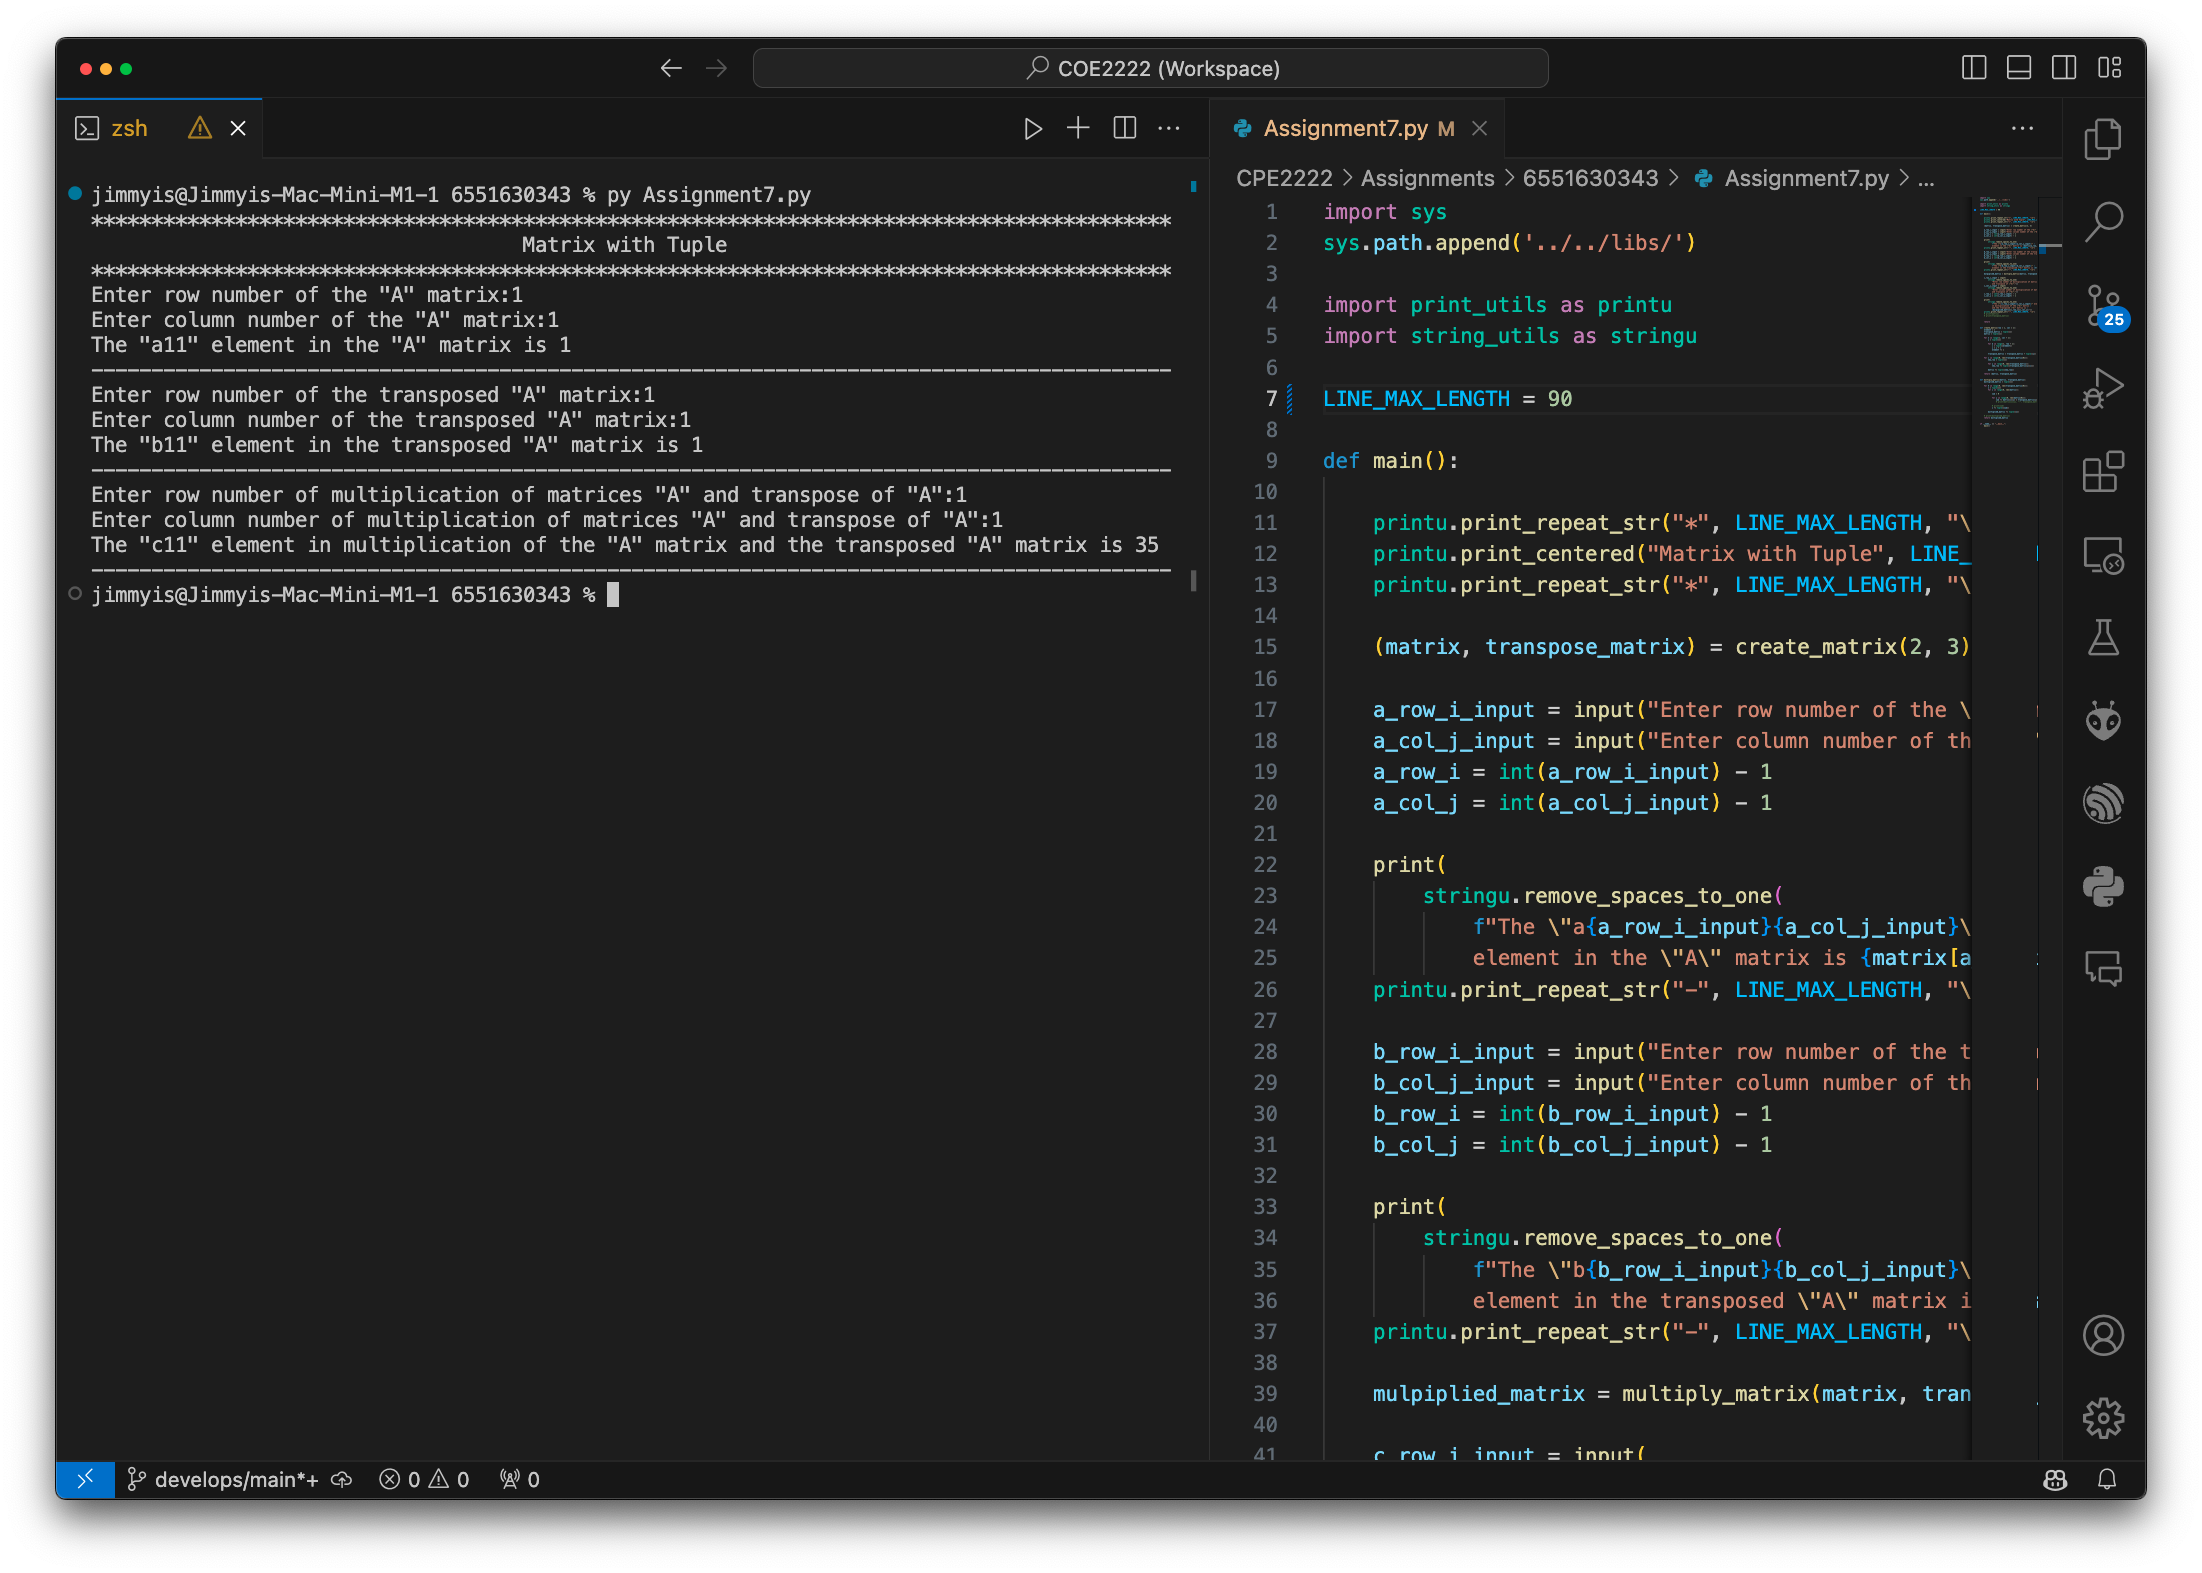 COE2222 (Workspace)
zsh
jimmyis@Jimmyis-Mac-Mini-M1-1 6551630343 % py Assignment7.py
******************************************************************************************
Matrix with Tuple
******************************************************************************************
Enter row number of the "A" matrix:1
Enter column number of the "A" matrix:1
The "a11" element in the "A" matrix is 1
------------------------------------------------------------------------------------------
Enter row number of the transposed "A" matrix:1
Enter column number of the transposed "A" matrix:1
The "b11" element in the transposed "A" matrix is 1
------------------------------------------------------------------------------------------
Enter row number of multiplication of matrices "A" and transpose of "A":1
Enter column number of multiplication of matrices "A" and transpose of "A":1
The "c11" element in multiplication of the "A" matrix and the transposed "A" matrix is 35
------------------------------------------------------------------------------------------
jimmyis@Jimmyis-Mac-Mini-M1-1 6551630343 %
Assignment7.py M
CPE2222 > Assignments > 6551630343 > Assignment7.py > ...
1 import sys
2 sys.path.append('../../libs/')
3
4 import print_utils as printu
5 import string_utils as stringu
6
7 LINE_MAX_LENGTH = 90
8
9 def main():
10
11 printu.print_repeat_str("*", LINE_MAX_LENGTH, "\
12 printu.print_centered("Matrix with Tuple", LINE_
13 printu.print_repeat_str("*", LINE_MAX_LENGTH, "\
14
15 (matrix, transpose_matrix) = create_matrix(2, 3)
16
17 a_row_i_input = input("Enter row number of the \
18 a_col_j_input = input("Enter column number of th
19 a_row_i = int(a_row_i_input) - 1
20 a_col_j = int(a_col_j_input) - 1
21
22 print(
23 stringu.remove_spaces_to_one(
24 f"The \"a{a_row_i_input}{a_col_j_input}\
25 element in the \"A\" matrix is {matrix[a
26 printu.print_repeat_str("-", LINE_MAX_LENGTH, "\
27
28 b_row_i_input = input("Enter row number of the t
29 b_col_j_input = input("Enter column number of th
30 b_row_i = int(b_row_i_input) - 1
31 b_col_j = int(b_col_j_input) - 1
32
33 print(
34 stringu.remove_spaces_to_one(
35 f"The \"b{b_row_i_input}{b_col_j_input}\
36 element in the transposed \"A\" matrix i
37 printu.print_repeat_str("-", LINE_MAX_LENGTH, "\
38
39 mulpiplied_matrix = multiply_matrix(matrix, tran
40
41 c_row_i_input = input(
25
develops/main*+ 0 0 0